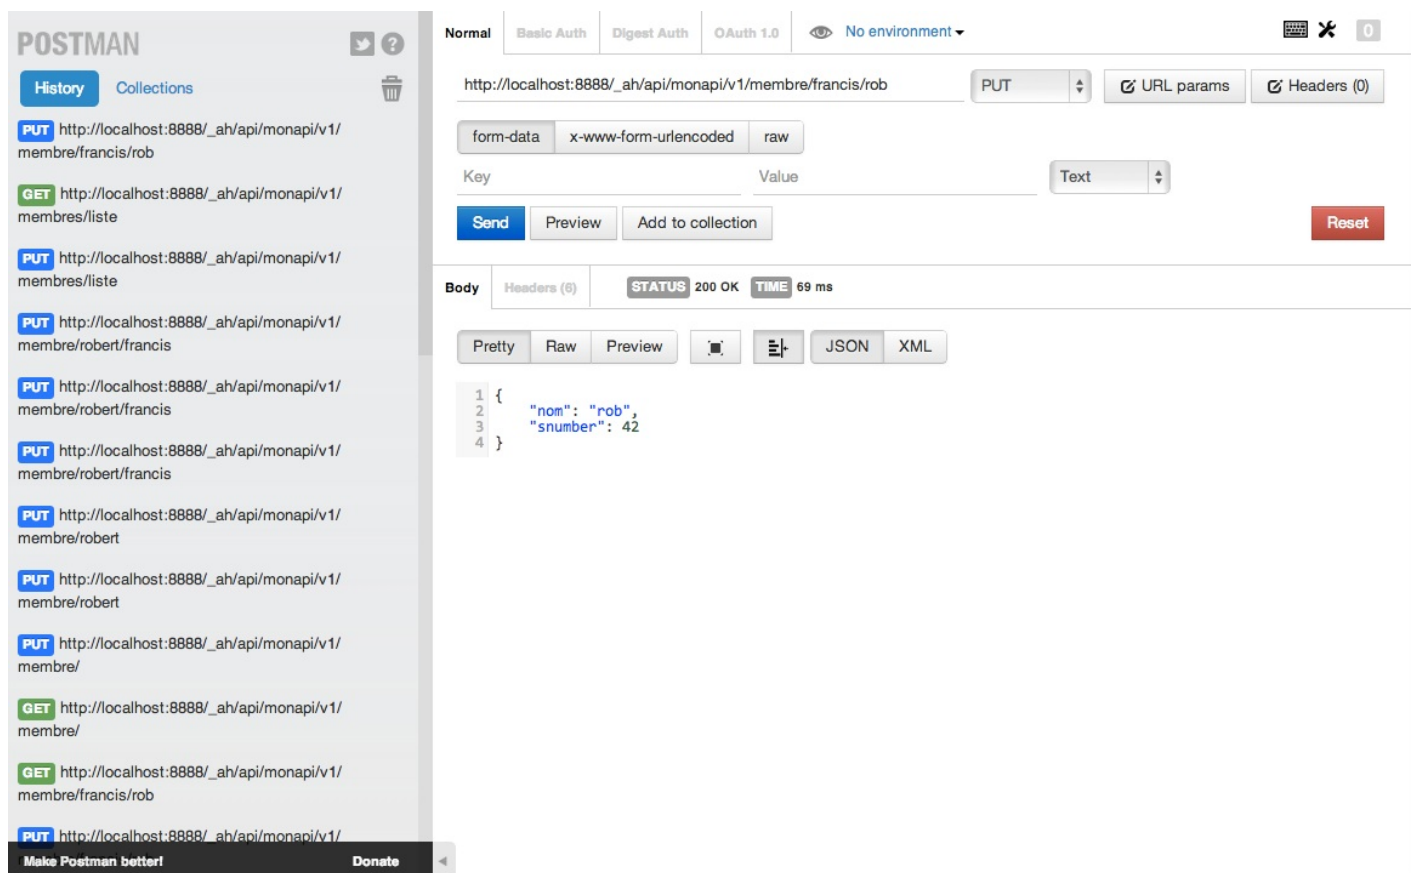 POSTMAN
History
Collections
PUT http://localhost:8888/_ah/api/monapi/v1/
membre/francis/rob
GET http://localhost:8888/_ah/api/monapi/v1/
membres/liste
PUT http://localhost:8888/_ah/api/monapi/v1/
membres/liste
PUT http://localhost:8888/_ah/api/monapi/v1/
membre/robert/francis
PUT http://localhost:8888/_ah/api/monapi/v1/
membre/robert/francis
PUT http://localhost:8888/_ah/api/monapi/v1/
membre/robert/francis
PUT http://localhost:8888/_ah/api/monapi/v1/
membre/robert
PUT http://localhost:8888/_ah/api/monapi/v1/
membre/robert
PUT http://localhost:8888/_ah/api/monapi/v1/
membre/
GET http://localhost:8888/_ah/api/monapi/v1/
membre/
GET http://localhost:8888/_ah/api/monapi/v1/
membre/francis/rob
PUT http://localhost:8888/_ah/api/monapi/v1/
Make Postman better! Donate
Normal Basic Auth Digest Auth OAuth 1.0 No environment 0
http://localhost:8888/_ah/api/monapi/v1/membre/francis/rob PUT URL params Headers (0)
form-data x-www-form-urlencoded raw
Key Value Text
Send Preview Add to collection Reset
Body Headers (6) STATUS 200 OK TIME 69 ms
Pretty Raw Preview JSON XML
1 {
2 "nom": "rob",
3 "snumber": 42
4 }